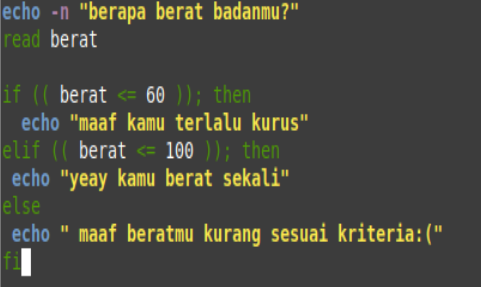 echo -n "berapa berat badanmu?"
read berat
if (( berat <= 60 )); then
echo "maaf kamu terlalu kurus"
elif (( berat <= 100 )); then
echo "yeay kamu berat sekali"
else
echo " maaf beratmu kurang sesuai kriteria:("
fi